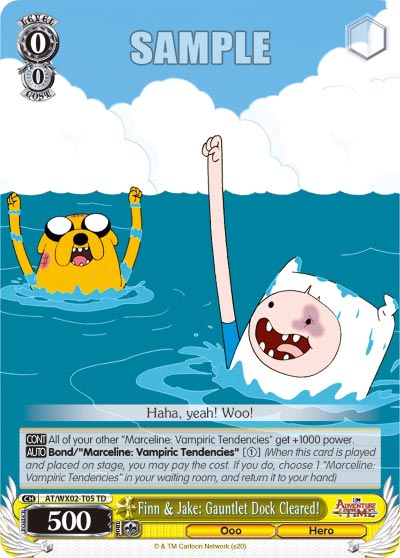 LEVEL
0
0
COST
SAMPLE
Haha, yeah! Woo!
CONT All of your other "Marceline: Vampiric Tendencies" get +1000 power.
AUTO Bond/"Marceline: Vampiric Tendencies" [①] (When this card is played
and placed on stage, you may pay the cost. If you do, choose 1 "Marceline:
Vampiric Tendencies" in your waiting room, and return it to your hand)
CH AT/WX02-T05 TD
Finn & Jake: Gauntlet Dock Cleared!
POWER
500
Ooo
Hero
ADVENTURE TIME
© & TM Cartoon Network (s20)